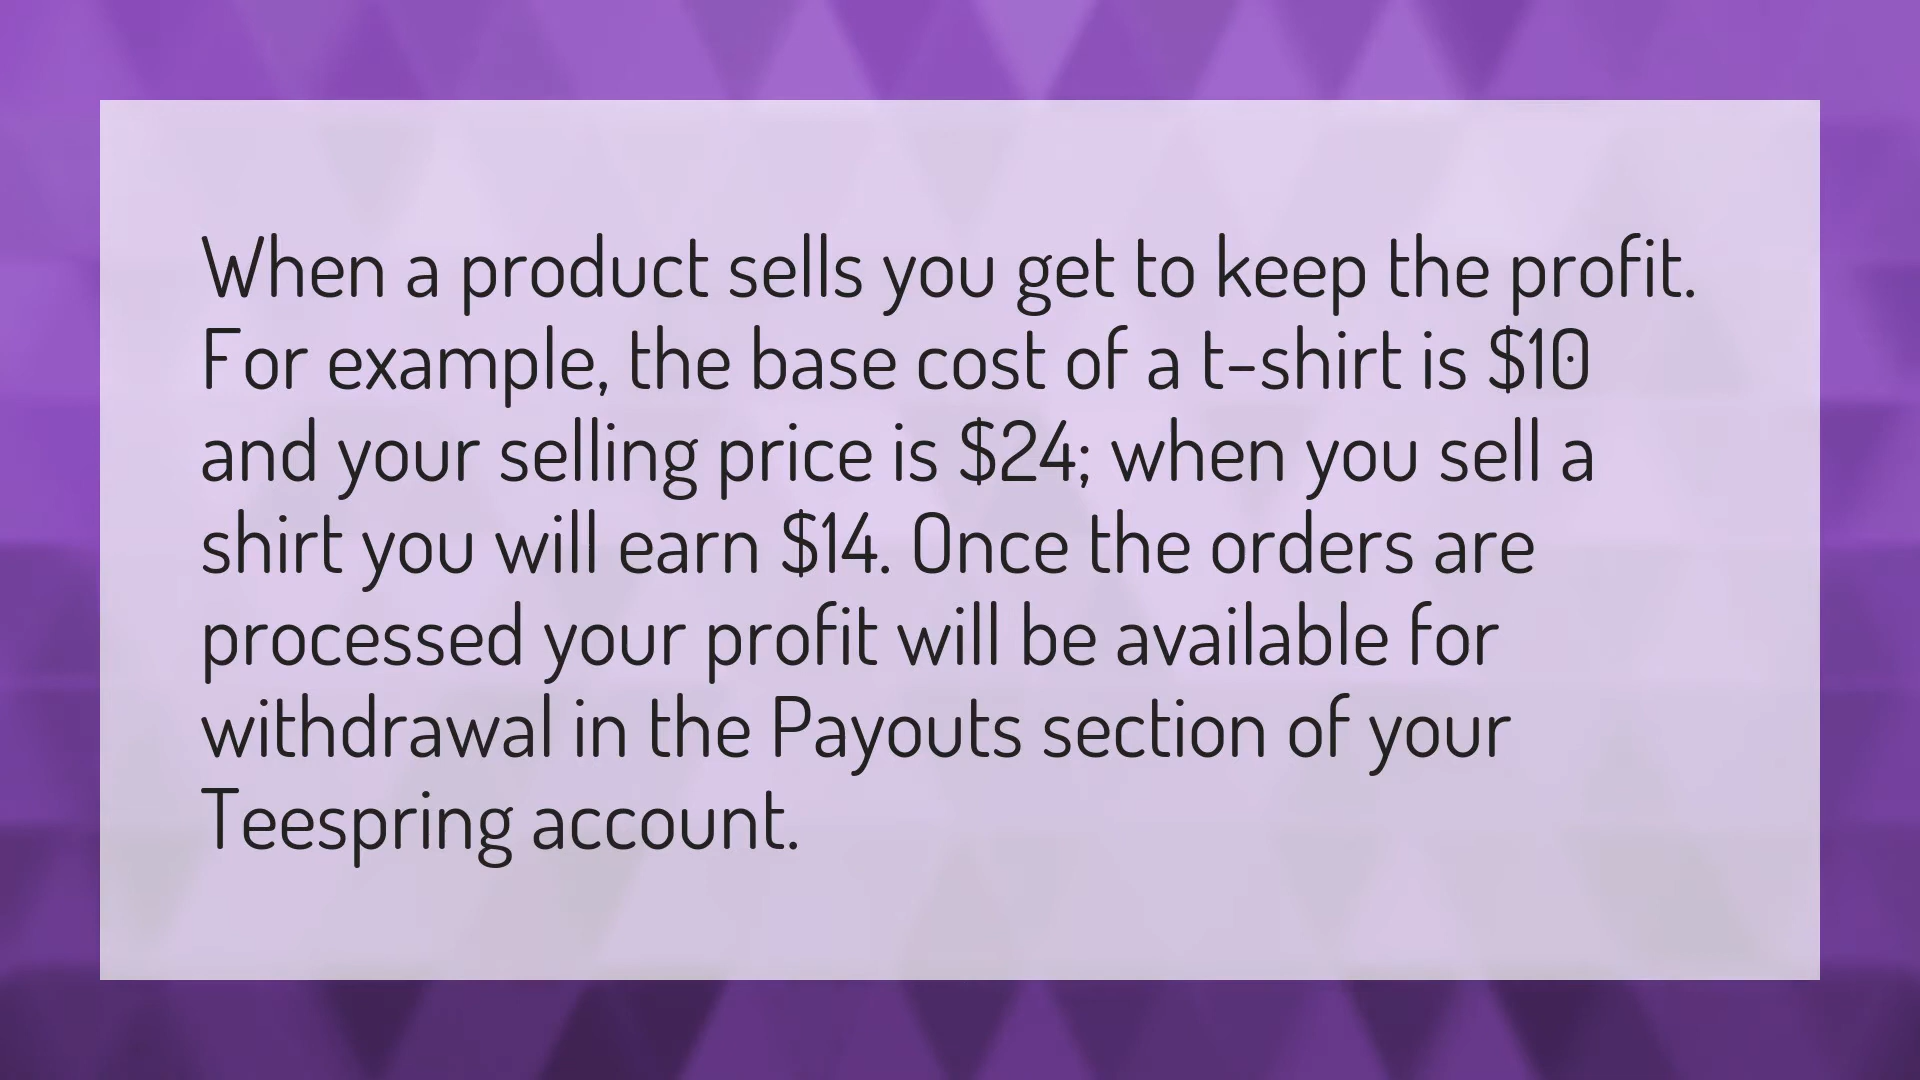 When a product sells you get to keep the profit.
For example, the base cost of a t-shirt is $10
and your selling price is $24; when you sell a
shirt you will earn $14. Once the orders are
processed your profit will be available for
withdrawal in the Payouts section of your
Teespring account.